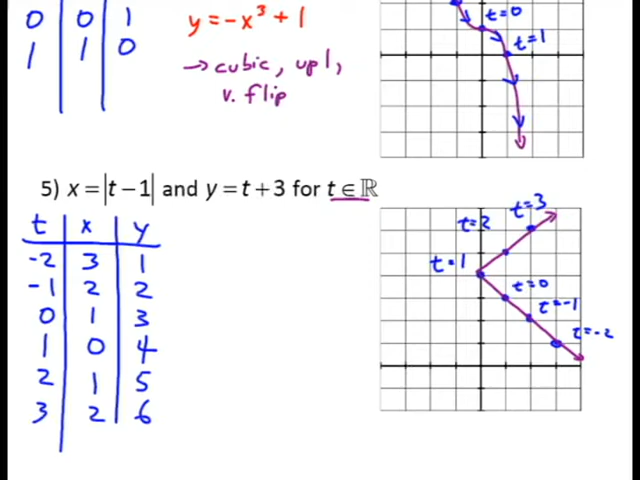 0 0 1
1 1 0
y = -x³ + 1
→ cubic, up 1,
v. flip
t=0
t=1
5) x = |t − 1| and y = t + 3 for t ∈ ℝ
t x y
-2 3 1
-1 2 2
0 1 3
1 0 4
2 1 5
3 2 6
t=3
t=2
t=1
t=0
t=-1
t=-2